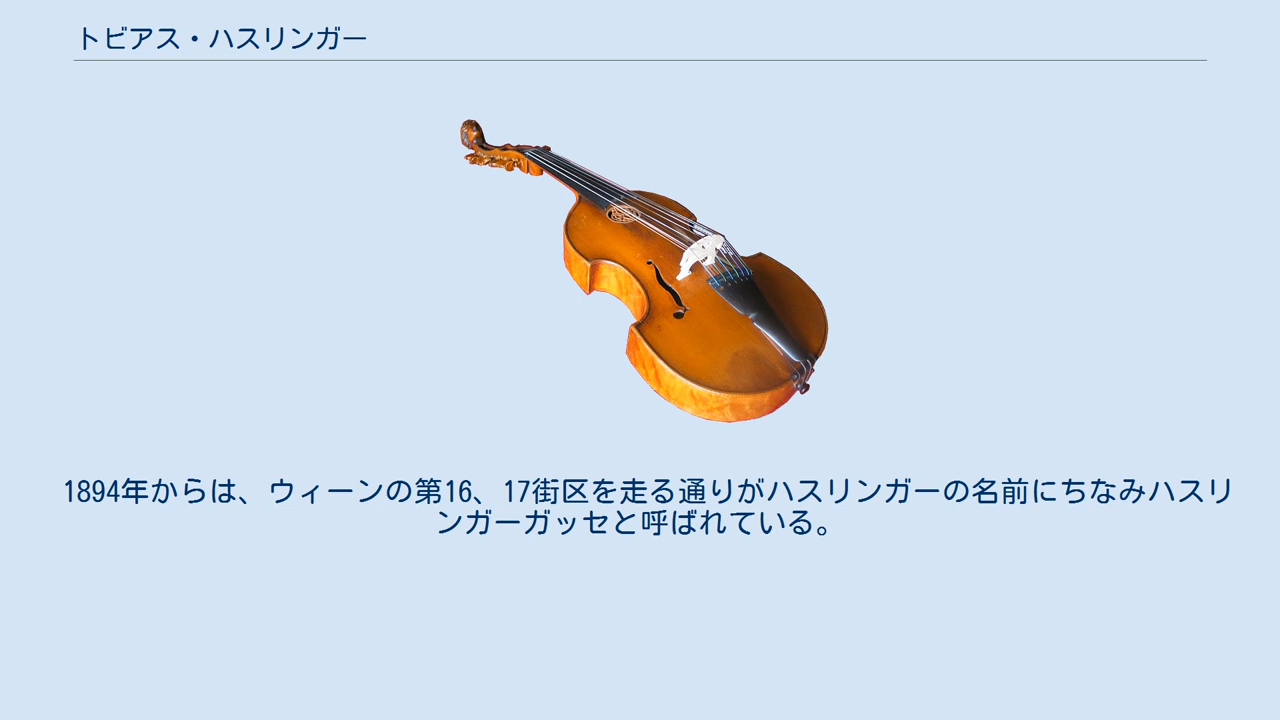 トビアス・ハスリンガー
1894年からは、ウィーンの第16、17街区を走る通りがハスリンガーの名前にちなみハスリ
ンガーガッセと呼ばれている。